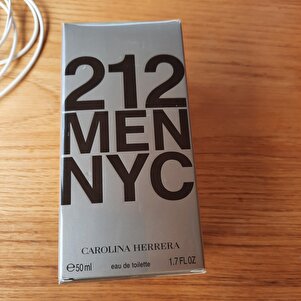 212
MEN
NYC
CAROLINA HERRERA
℮50ml eau de toilette 1.7 FL OZ